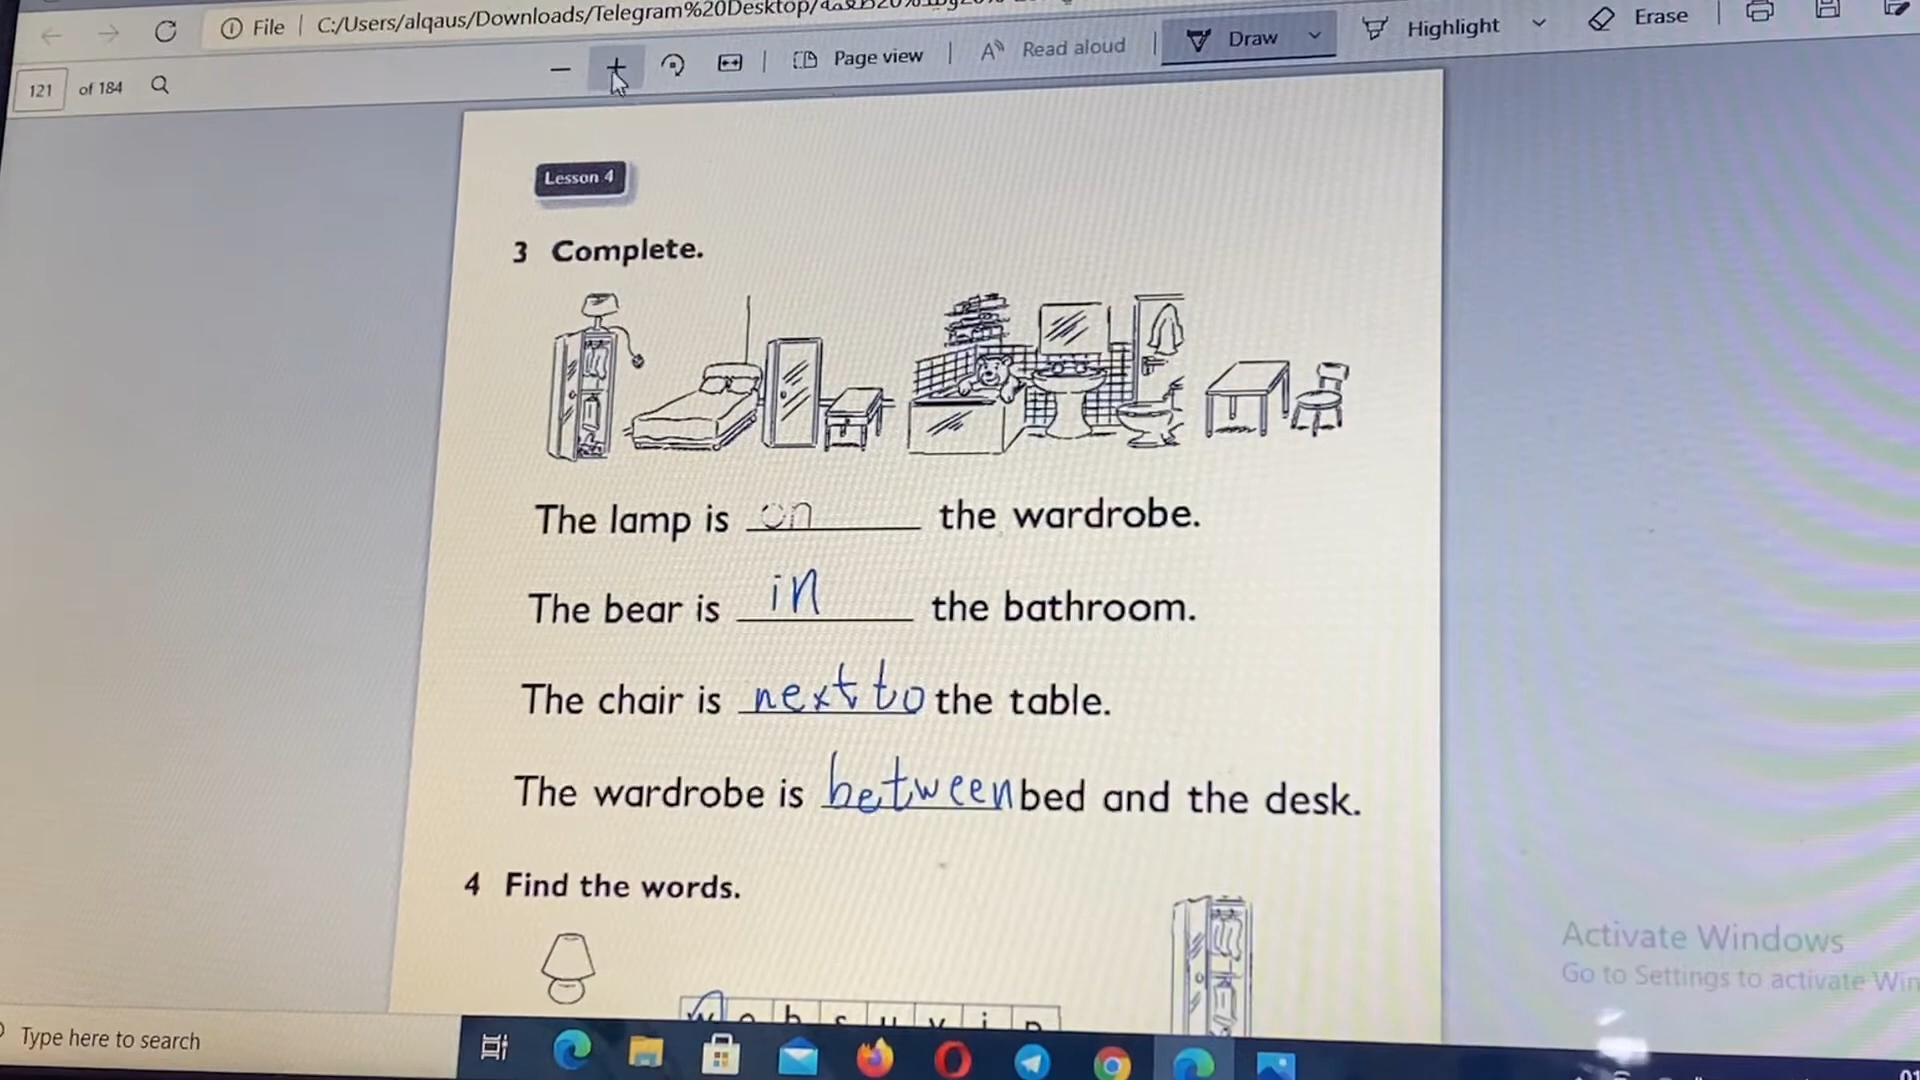 File | C:/Users/alqaus/Downloads/Telegram%20Desktop/
121 of 184
Page view
Read aloud
Draw
Highlight
Erase
Lesson 4
3 Complete.
The lamp is on the wardrobe.
The bear is in the bathroom.
The chair is next to the table.
The wardrobe is between bed and the desk.
4 Find the words.
Activate Windows
Go to Settings to activate Win
Type here to search